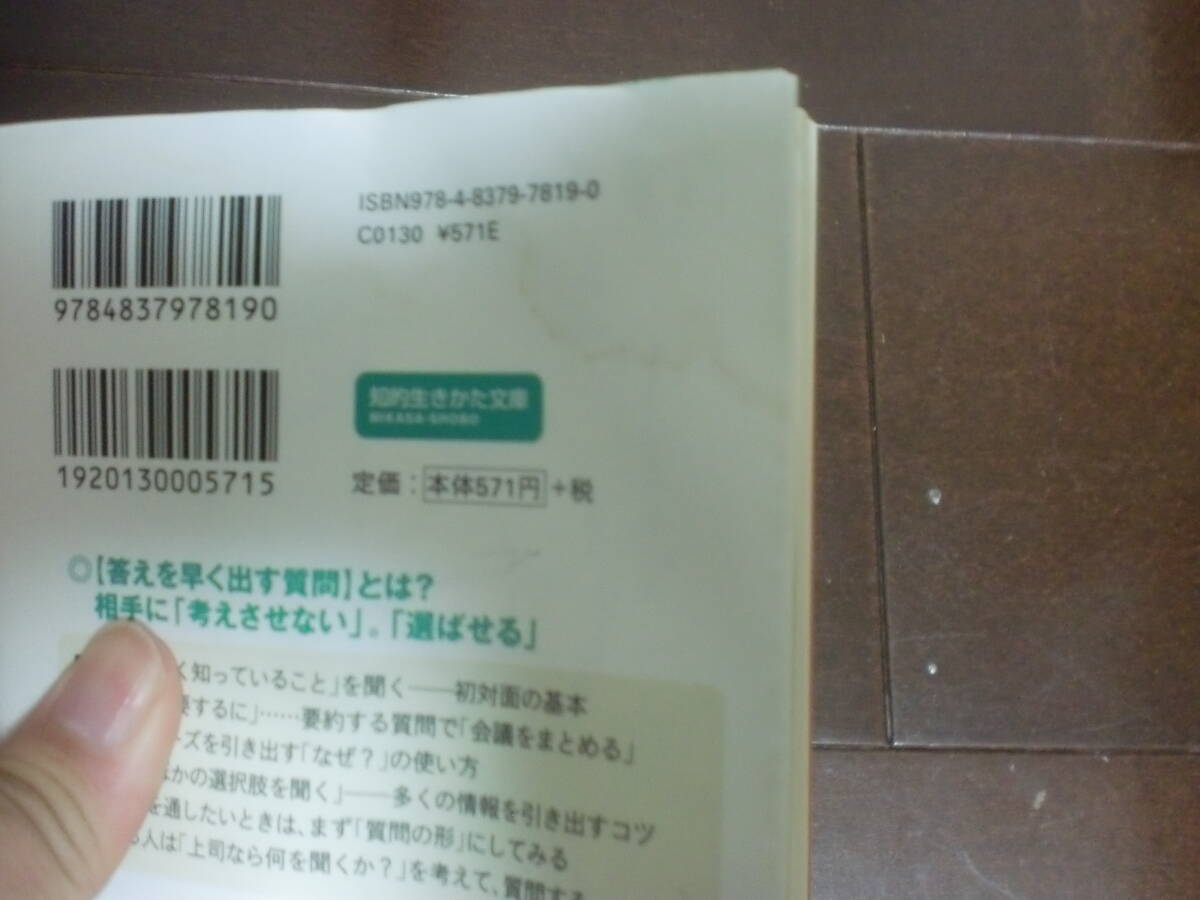 ISBN978-4-8379-7819-0
C0130 ¥571E
9784837978190
知的生きかた文庫
MIKASA-SHOBO
1920130005715
定価：本体571円+税
◎【答えを早く出す質問】とは？
相手に「考えさせない」。「選ばせる」
く知っていること」を聞く――初対面の基本
要するに」……要約する質問で「会議をまとめる」
ーズを引き出す「なぜ？」の使い方
ほかの選択肢を聞く」――多くの情報を引き出すコツ
を通したいときは、まず「質問の形」にしてみる
る人は「上司なら何を聞くか？」を考えて、質問する